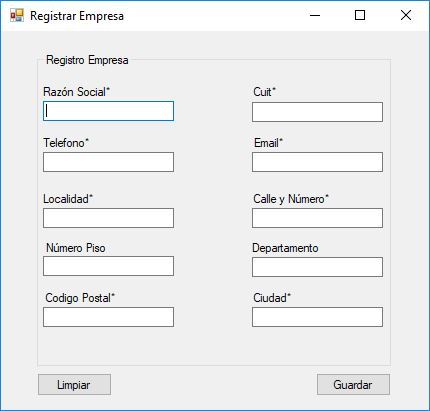 Registrar Empresa
Registro Empresa
Razón Social* Cuit*
Telefono* Email*
Localidad* Calle y Número*
Número Piso Departamento
Codigo Postal* Ciudad*
Limpiar Guardar